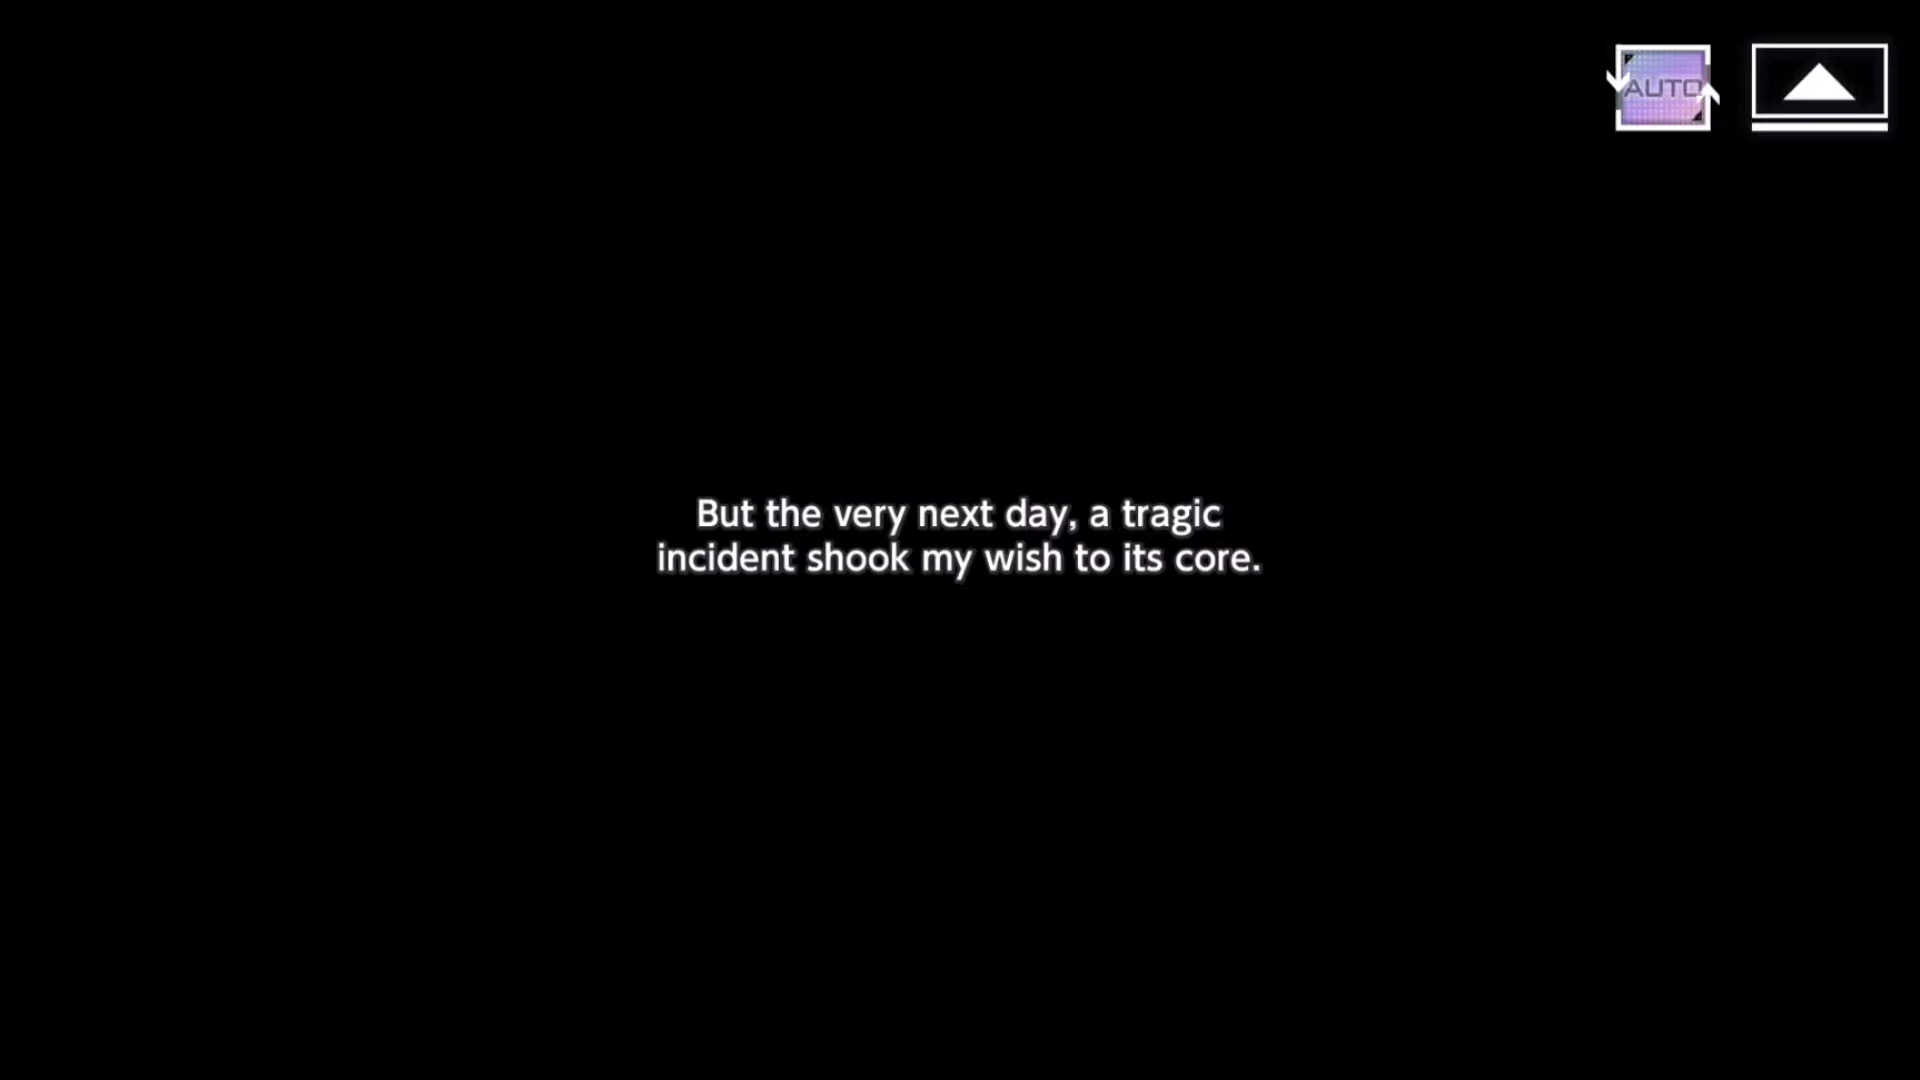 AUTO
But the very next day, a tragic
incident shook my wish to its core.